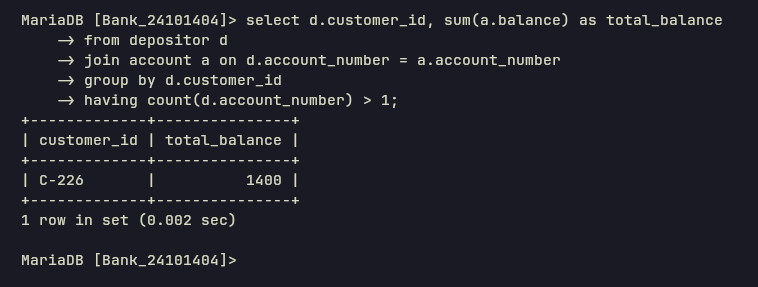 MariaDB [Bank_24101404]> select d.customer_id, sum(a.balance) as total_balance
    -> from depositor d
    -> join account a on d.account_number = a.account_number
    -> group by d.customer_id
    -> having count(d.account_number) > 1;
+-------------+---------------+
| customer_id | total_balance |
+-------------+---------------+
| C-226       |          1400 |
+-------------+---------------+
1 row in set (0.002 sec)

MariaDB [Bank_24101404]>